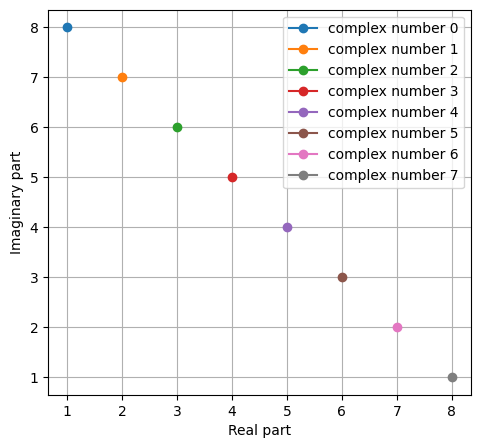 8
7
6
5
4
3
2
1
Imaginary part
complex number 0
complex number 1
complex number 2
complex number 3
complex number 4
complex number 5
complex number 6
complex number 7
1 2 3 4 5 6 7 8
Real part